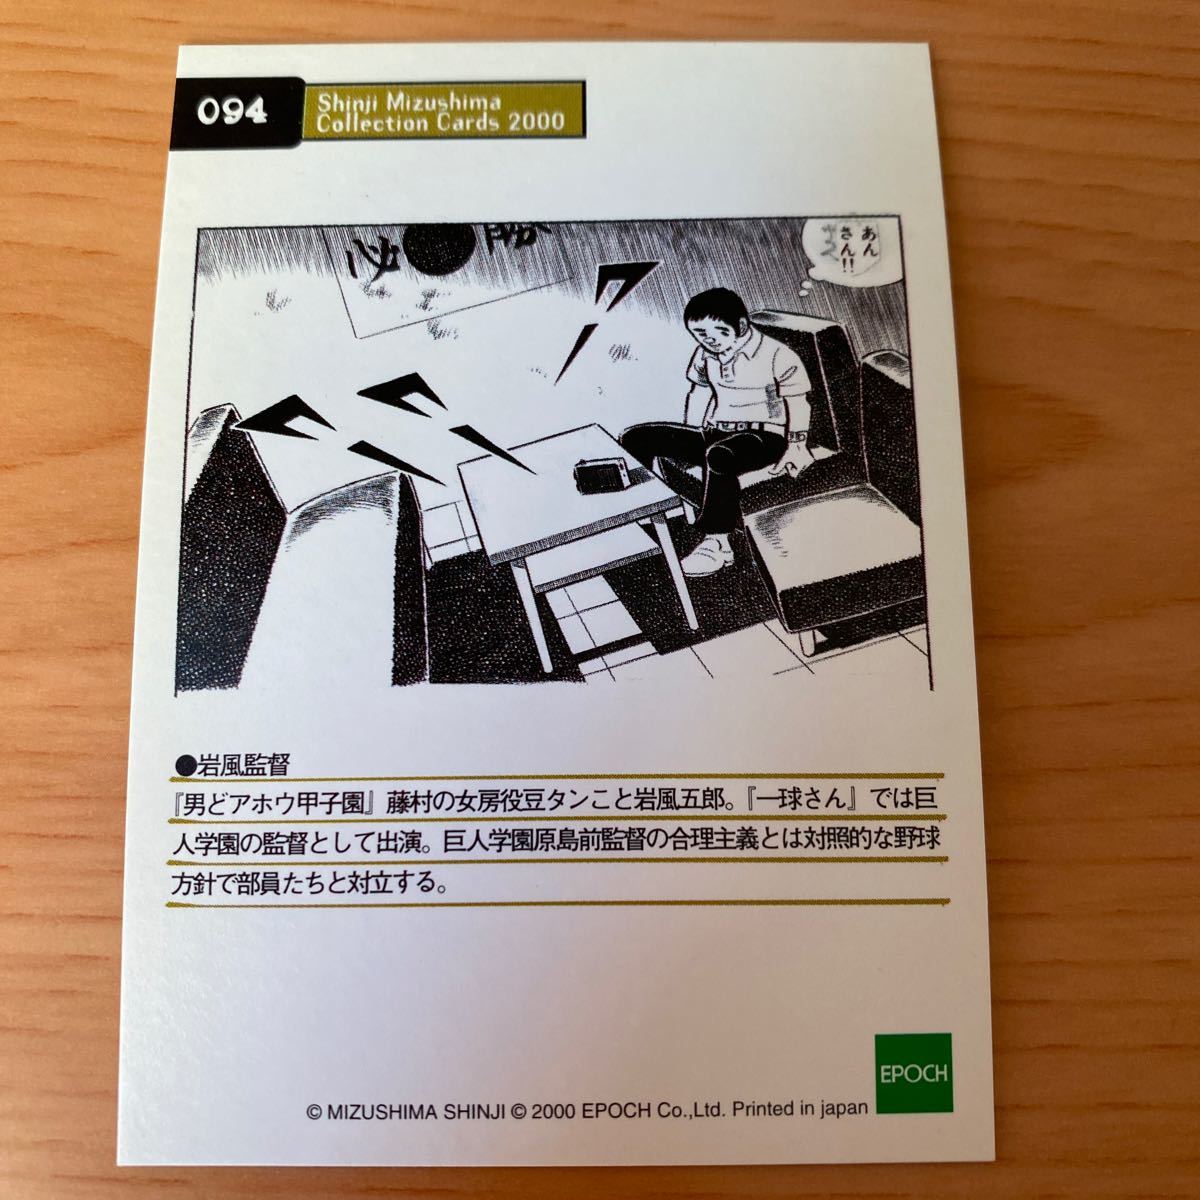 094
Shinji Mizushima
Collection Cards 2000
必●勝
あん
さん!!
●岩風監督
『男どアホウ甲子園』藤村の女房役豆タンこと岩風五郎。『一球さん』では巨
人学園の監督として出演。巨人学園原島前監督の合理主義とは対照的な野球
方針で部員たちと対立する。
EPOCH
© MIZUSHIMA SHINJI © 2000 EPOCH Co.,Ltd. Printed in japan